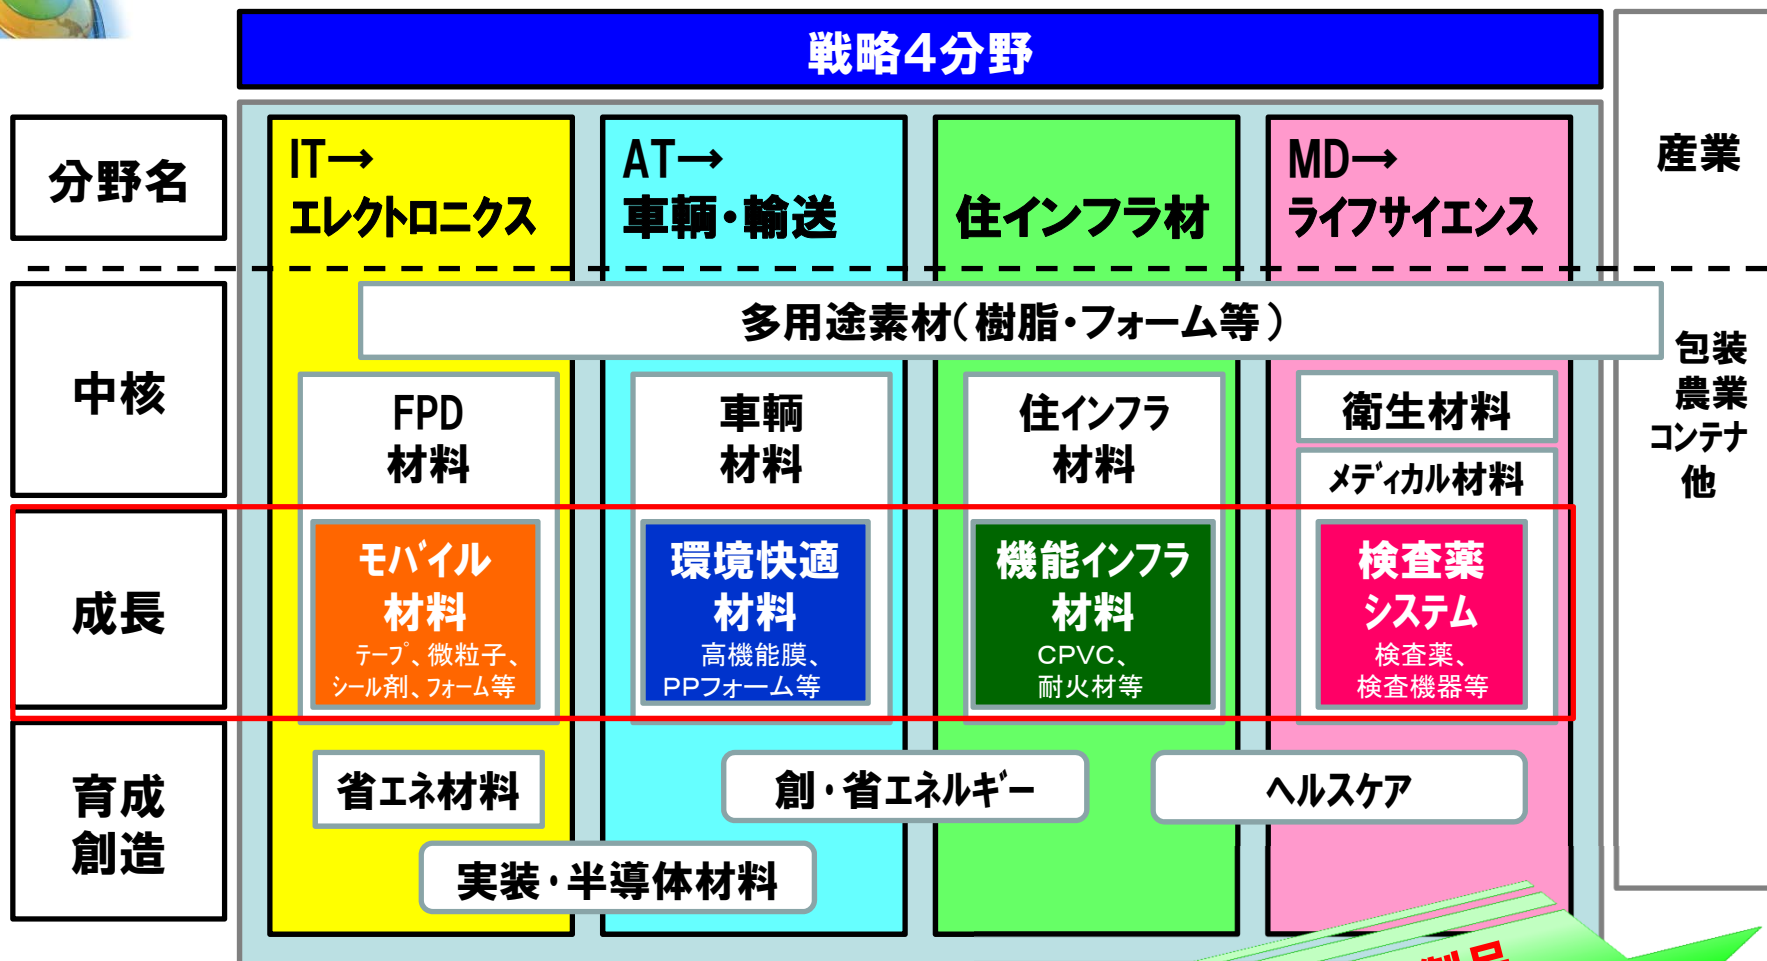 戦略4分野
分野名
IT→
エレクトロニクス
AT→
車輌・輸送
住インフラ材
MD→
ライフサイエンス
産業
多用途素材(樹脂・フォーム等)
中核
FPD
材料
車輌
材料
住インフラ
材料
衛生材料
メディカル材料
包装
農業
コンテナ
他
成長
モバイル
材料
テープ、微粒子、
シール剤、フォーム等
環境快適
材料
高機能膜、
PPフォーム等
機能インフラ
材料
CPVC、
耐火材等
検査薬
システム
検査薬、
検査機器等
育成
創造
省エネ材料
創・省エネルギー
ヘルスケア
実装・半導体材料